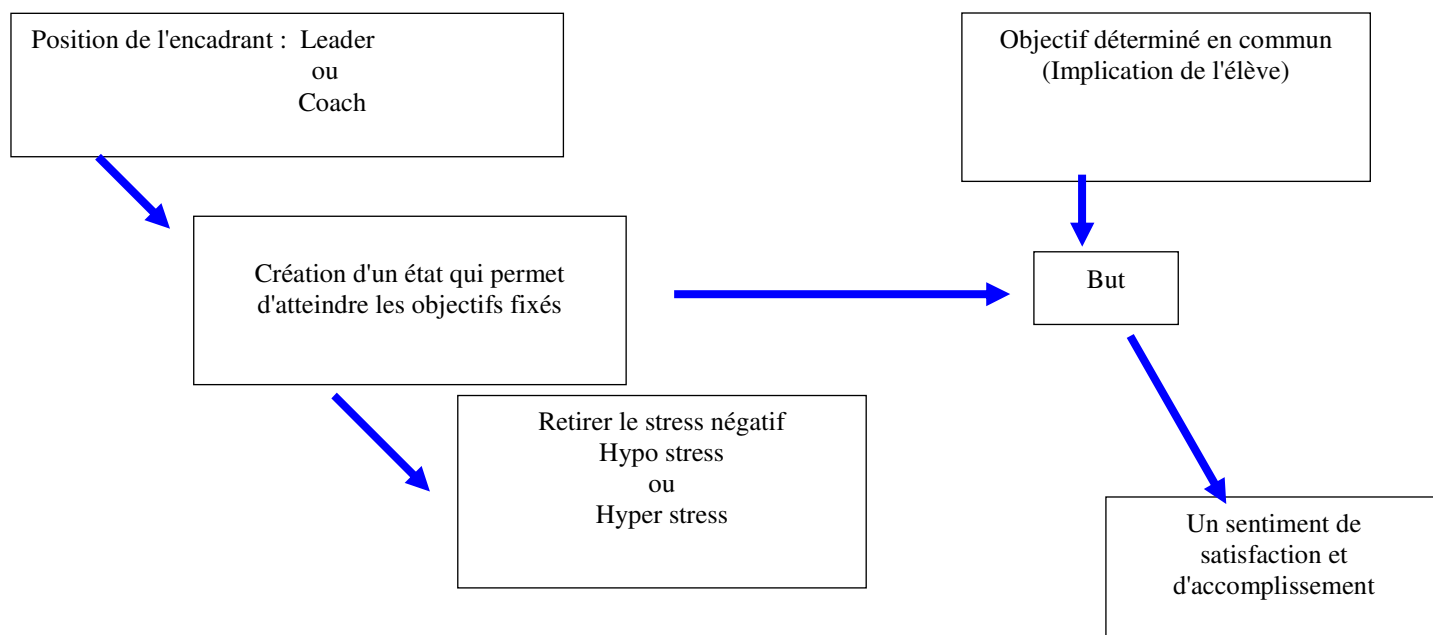 Position de l'encadrant : Leader
ou
Coach
Objectif déterminé en commun
(Implication de l'élève)
Création d'un état qui permet
d'atteindre les objectifs fixés
But
Retirer le stress négatif
Hypo stress
ou
Hyper stress
Un sentiment de
satisfaction et
d'accomplissement